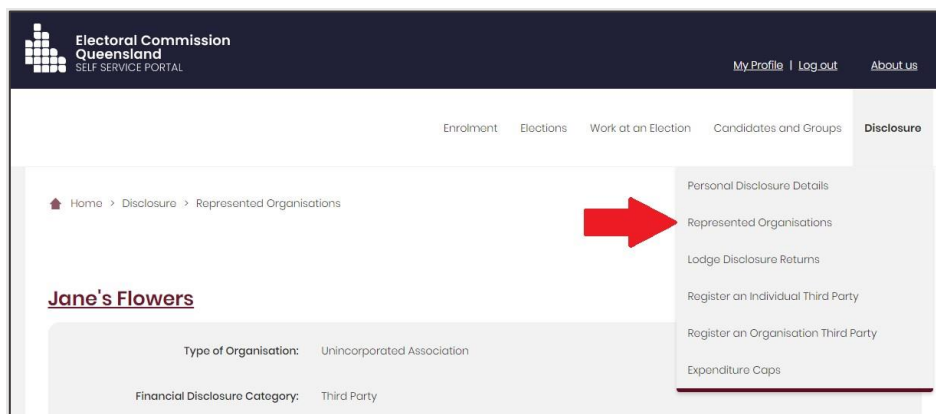 Electoral Commission
Queensland
SELF SERVICE PORTAL
My Profile | Log out About us
Enrolment Elections Work at an Election Candidates and Groups Disclosure
Home > Disclosure > Represented Organisations
Personal Disclosure Details
Represented Organisations
Lodge Disclosure Returns
Register an Individual Third Party
Register an Organisation Third Party
Expenditure Caps
Jane's Flowers
Type of Organisation: Unincorporated Association
Financial Disclosure Category: Third Party